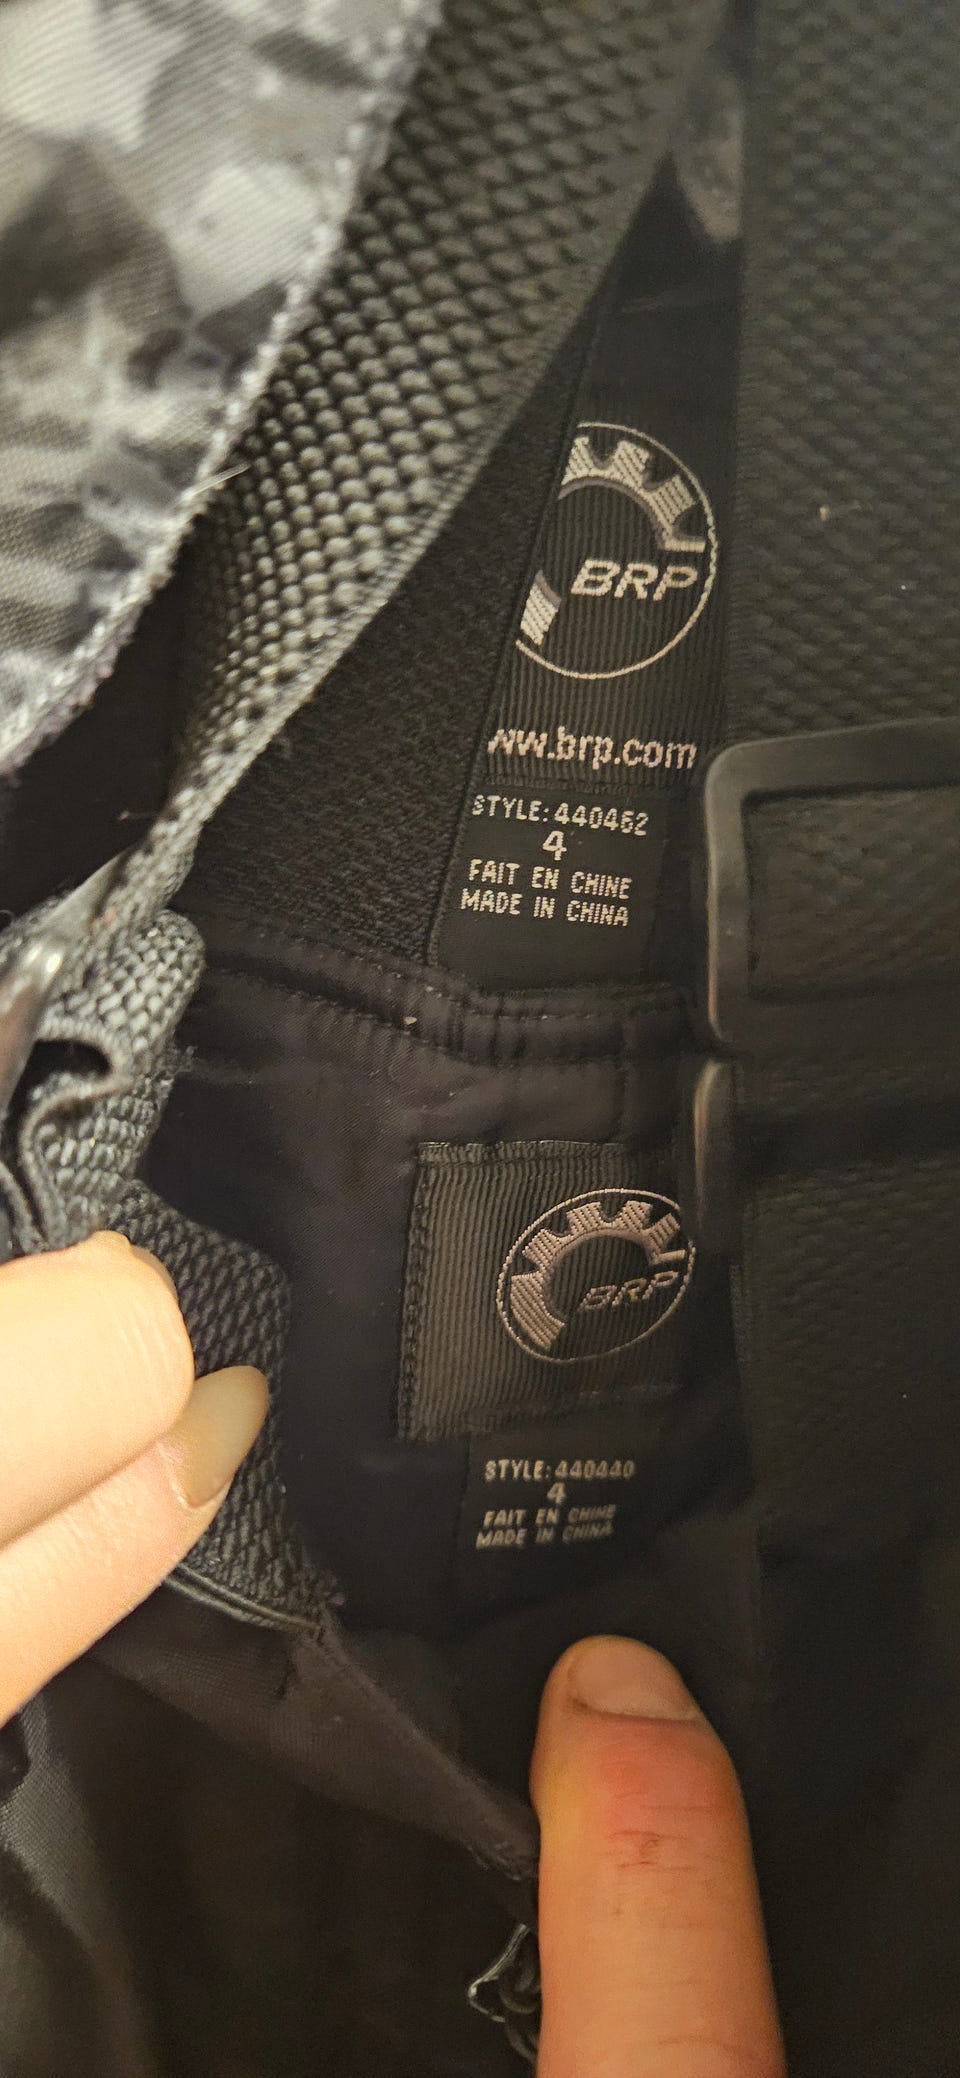 BRP
ww.brp.com
STYLE: 440462
4
FAIT EN CHINE
MADE IN CHINA
BRP
STYLE: 440440
4
FAIT EN CHINE
MADE IN CHINA